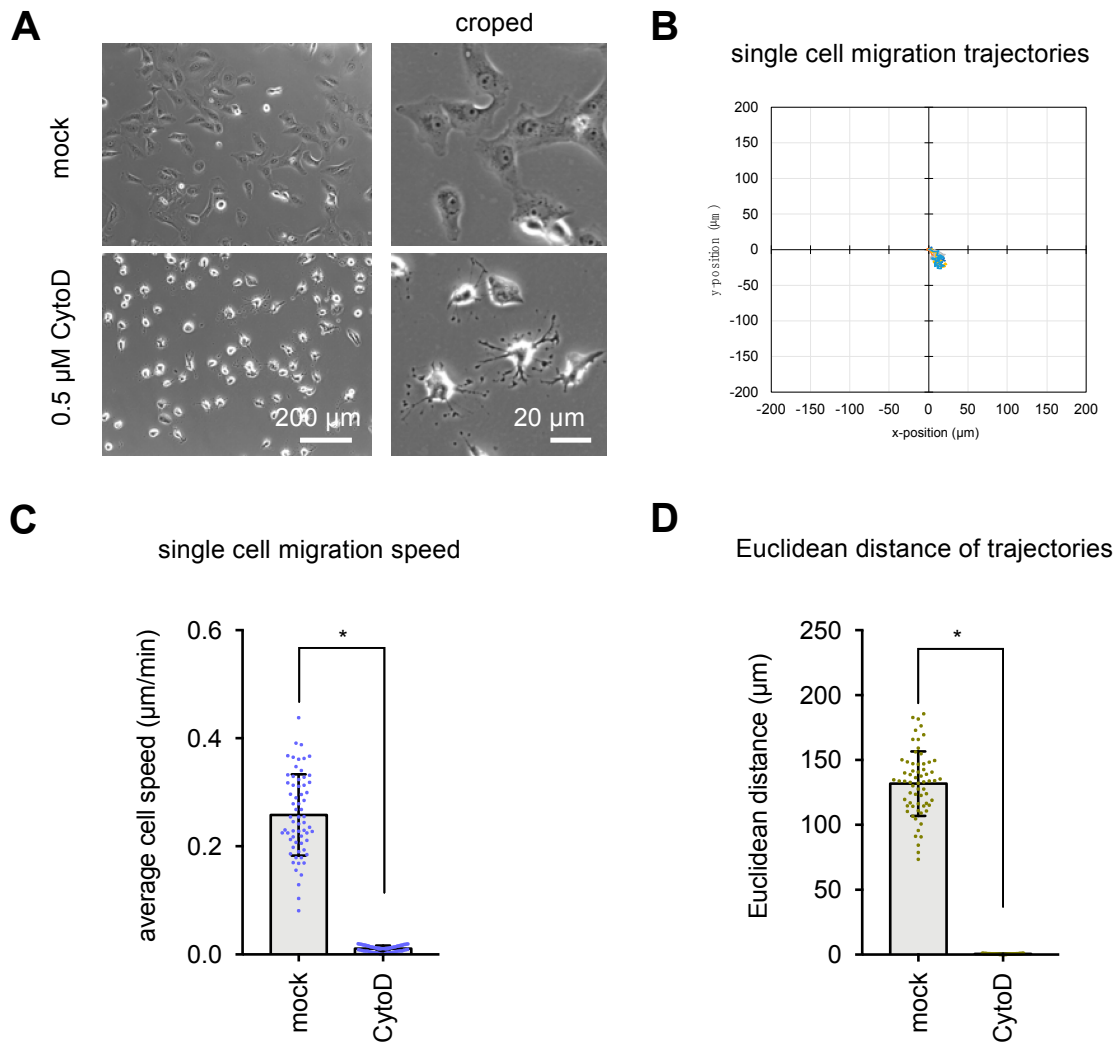 A
croped
mock
0.5 µM CytoD
200 µm
20 µm
B
single cell migration trajectories
y-position (µm)
200
150
100
50
0
-50
-100
-150
-200
-200 -150 -100 -50 0 50 100 150 200
x-position (µm)
C
single cell migration speed
average cell speed (µm/min)
0.6
0.4
0.2
0.0
*
mock
CytoD
D
Euclidean distance of trajectories
Euclidean distance (µm)
250
200
150
100
50
0
*
mock
CytoD